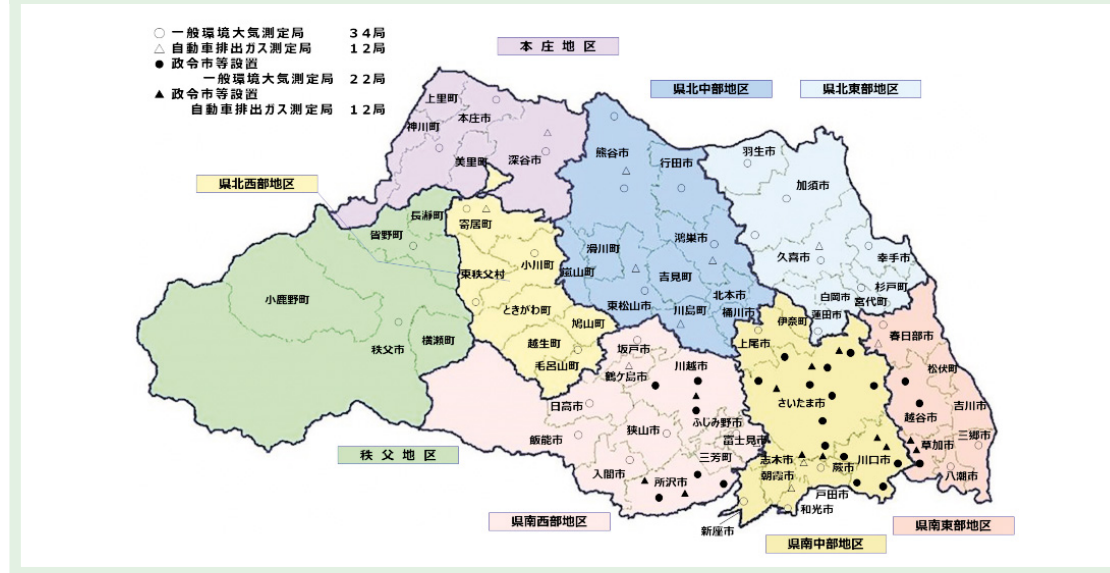 ○ 一般環境大気測定局 34局
△ 自動車排出ガス測定局 12局
● 政令市等設置
一般環境大気測定局 22局
▲ 政令市等設置
自動車排出ガス測定局 12局
本庄地区
県北中部地区
県北東部地区
県北西部地区
上里町
本庄市
神川町
美里町
深谷市
熊谷市
行田市
羽生市
加須市
長瀞町
皆野町
寄居町
小鹿野町
東秩父村
小川町
滑川町
嵐山町
鴻巣市
吉見町
久喜市
幸手市
杉戸町
白岡市
宮代町
蓮田市
北本市
桶川市
東松山市
川島町
ときがわ町
鳩山町
越生町
毛呂山町
秩父市
横瀬町
伊奈町
上尾市
春日部市
松伏町
坂戸市
鶴ケ島市
川越市
さいたま市
吉川市
越谷市
日高市
飯能市
狭山市
ふじみ野市
富士見市
三芳町
三郷市
草加市
八潮市
入間市
所沢市
志木市
朝霞市
蕨市
川口市
戸田市
和光市
新座市
秩父地区
県南西部地区
県南中部地区
県南東部地区